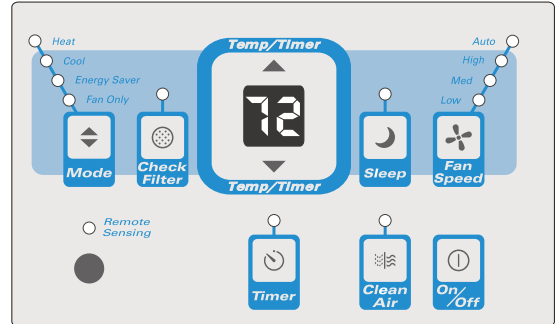 Heat
Cool
Energy Saver
Fan Only
Mode
Check
Filter
Temp/Timer
72
Temp/Timer
Sleep
Auto
High
Med
Low
Fan
Speed
Remote
Sensing
Timer
Clean
Air
On/Off